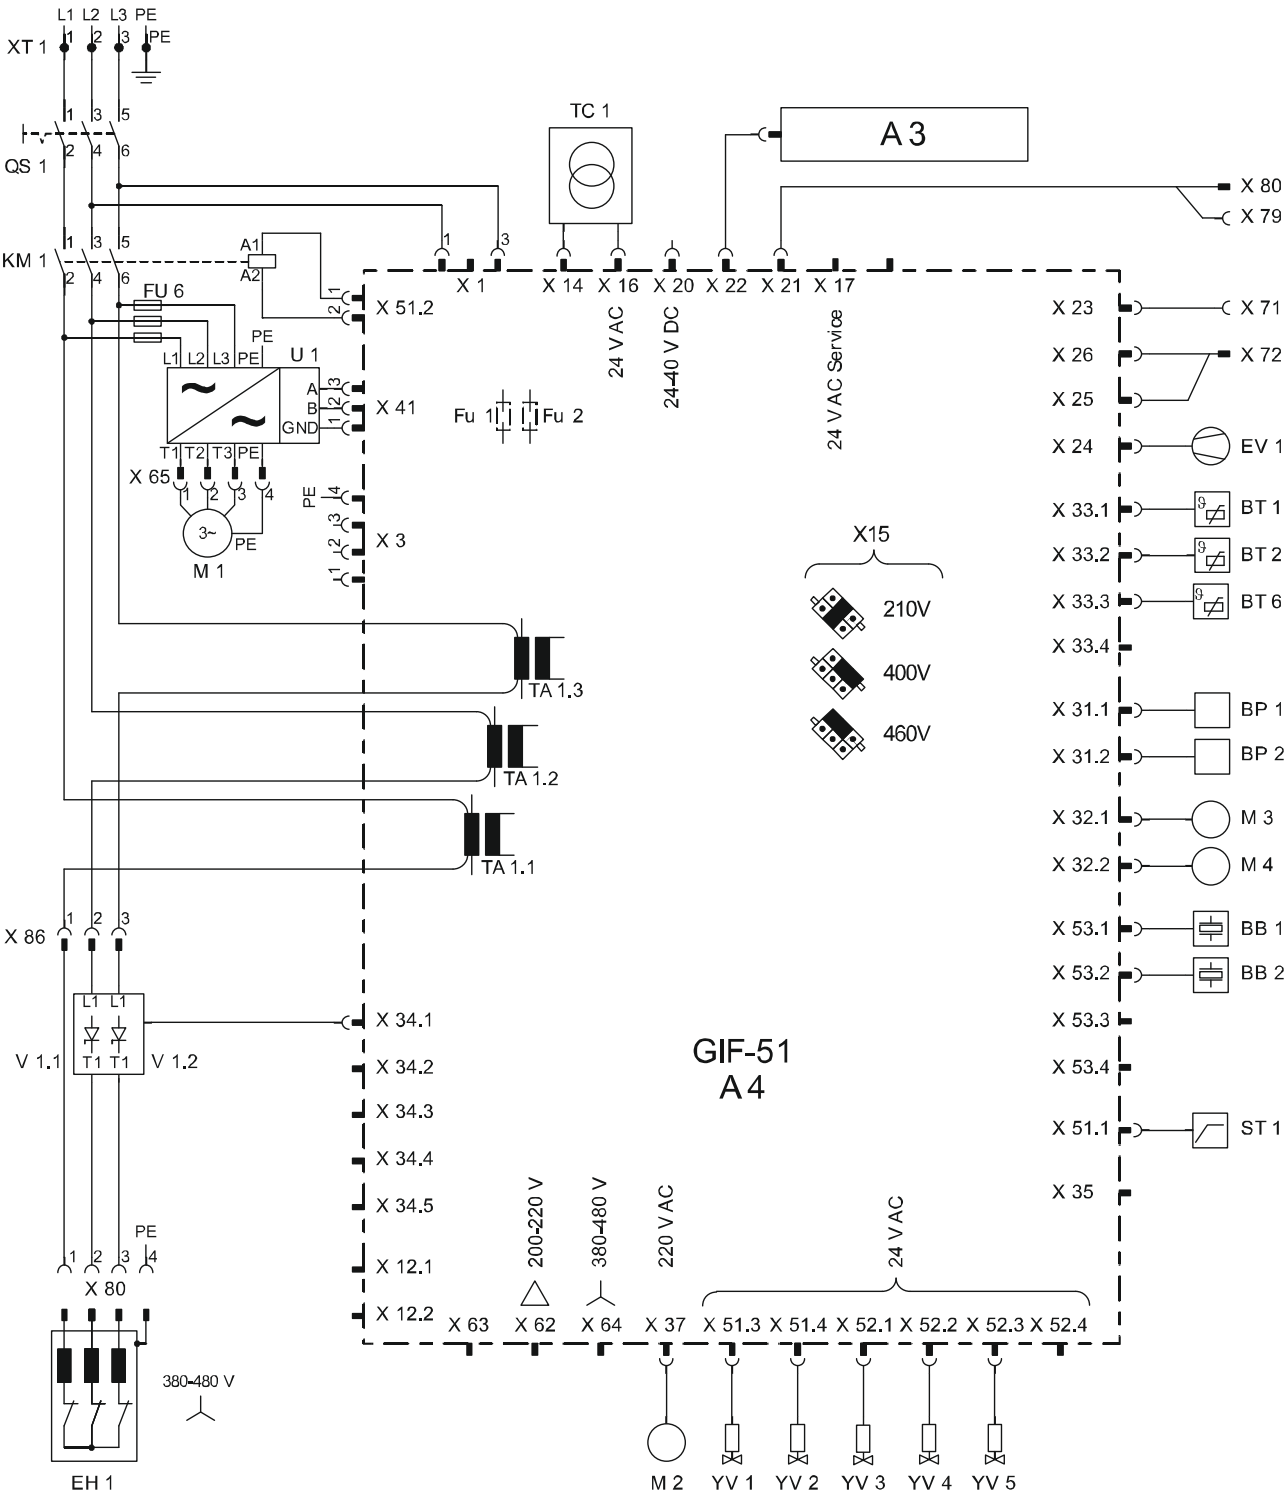 L1 L2 L3 PE
XT 1 1 2 3 PE
1 3 5
2 4 6
QS 1
TC 1
A 3
X 80
X 79
1 3 5
KM 1
2 4 6
A1
A2
1 3
X 1 X 14 X 16 X 20 X 22 X 21 X 17
24 V AC
24-40 V DC
24 V AC Service
FU 6
1
2
X 51.2
L1 L2 L3 PE
PE
U 1
A 3
B 2
GND 1
X 41
T1 T2 T3 PE
X 65
1 2 3 4
3~
PE
M 1
Fu 1 Fu 2
PE 4
3
2
1
X 3
X15
210V
400V
460V
TA 1.3
TA 1.2
TA 1.1
X 23 X 71
X 26 X 72
X 25
X 24 EV 1
X 33.1 ϑ BT 1
X 33.2 ϑ BT 2
X 33.3 ϑ BT 6
X 33.4
X 31.1 BP 1
X 31.2 BP 2
X 32.1 M 3
X 32.2 M 4
X 53.1 BB 1
X 53.2 BB 2
X 53.3
X 53.4
X 51.1 ST 1
X 35
X 86
1 2 3
L1 L1
V 1.1 T1 T1 V 1.2
X 34.1
X 34.2
X 34.3
X 34.4
X 34.5
X 12.1
X 12.2
GIF-51
A 4
PE
1 2 3 4
X 80
380-480 V
EH 1
200-220 V
380-480 V
220 V AC
24 V AC
X 63 X 62 X 64 X 37 X 51.3 X 51.4 X 52.1 X 52.2 X 52.3 X 52.4
M 2 YV 1 YV 2 YV 3 YV 4 YV 5